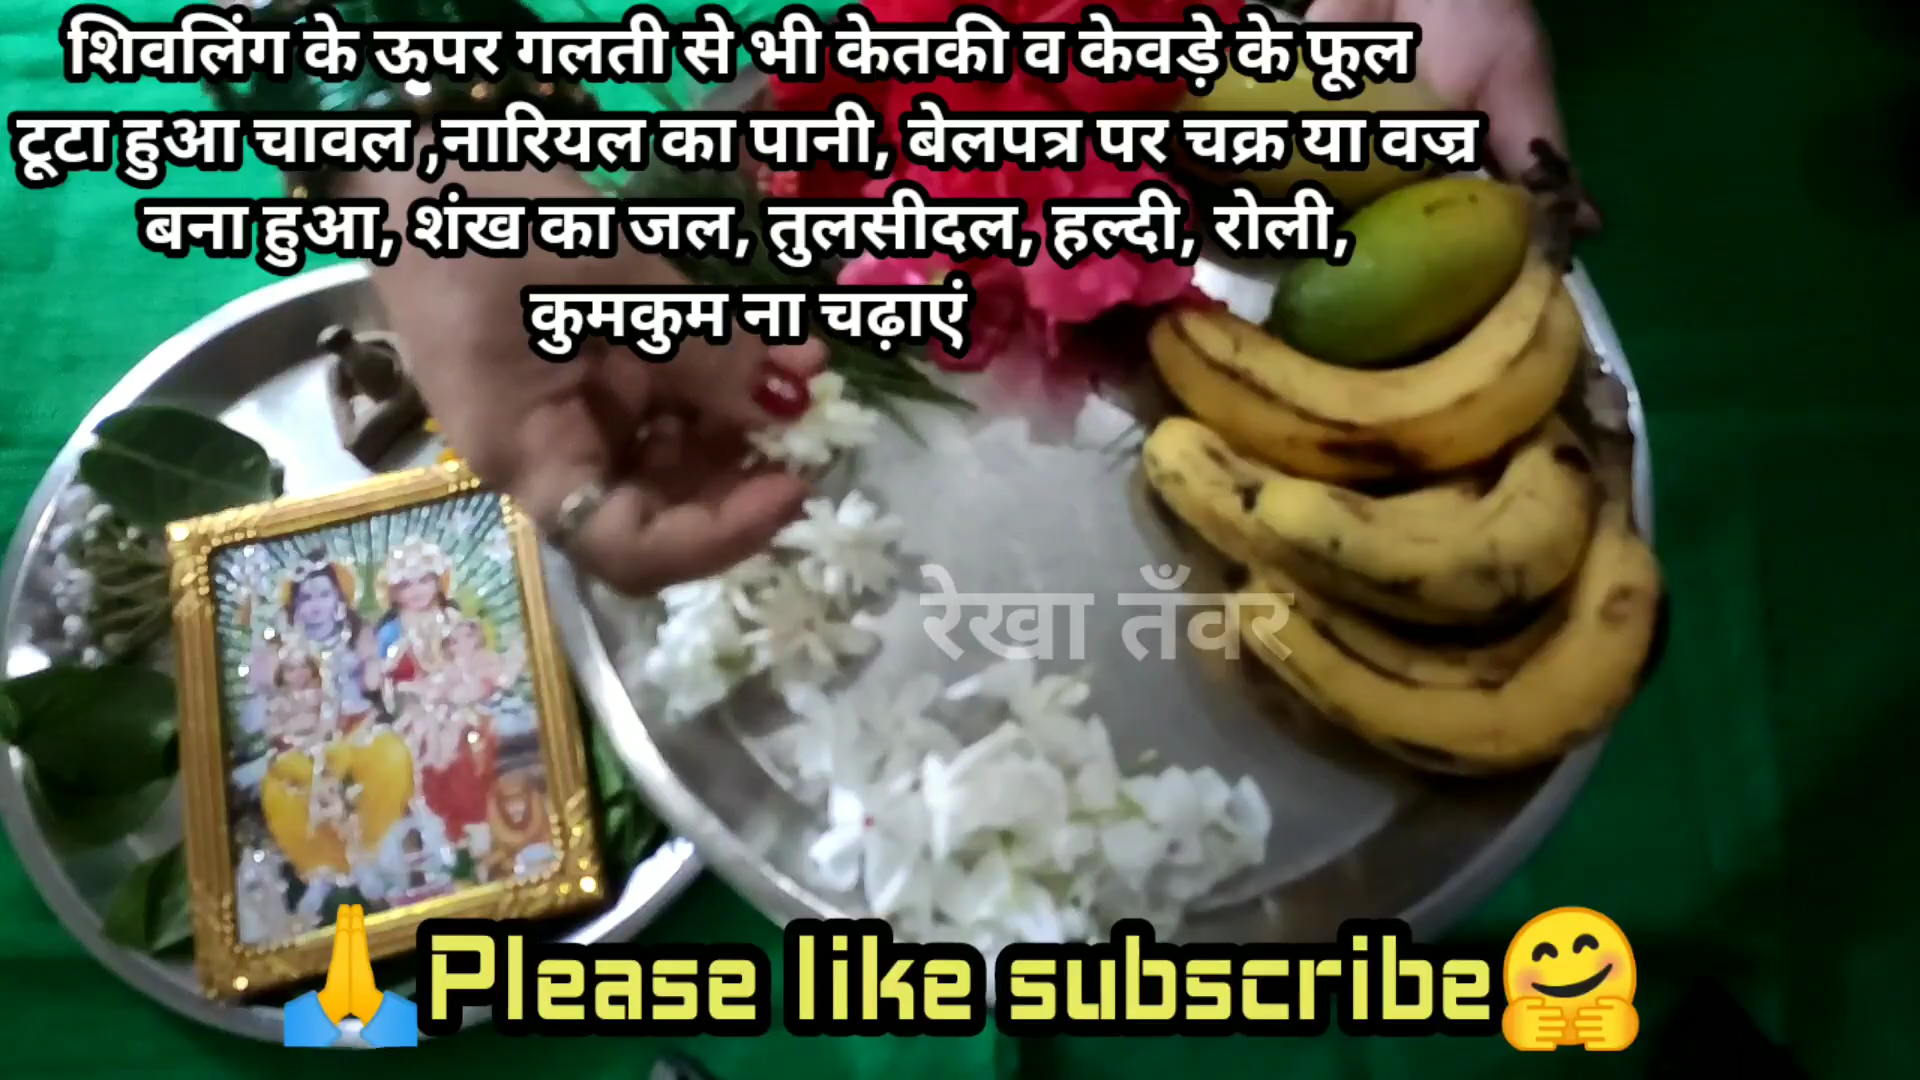 शिवलिंग के ऊपर गलती से भी केतकी व केवड़े के फूल
टूटा हुआ चावल ,नारियल का पानी, बेलपत्र पर चक्र या वज्र
बना हुआ, शंख का जल, तुलसीदल, हल्दी, रोली,
कुमकुम ना चढ़ाएं
रेखा तँवर
🙏Please like subscribe🤗